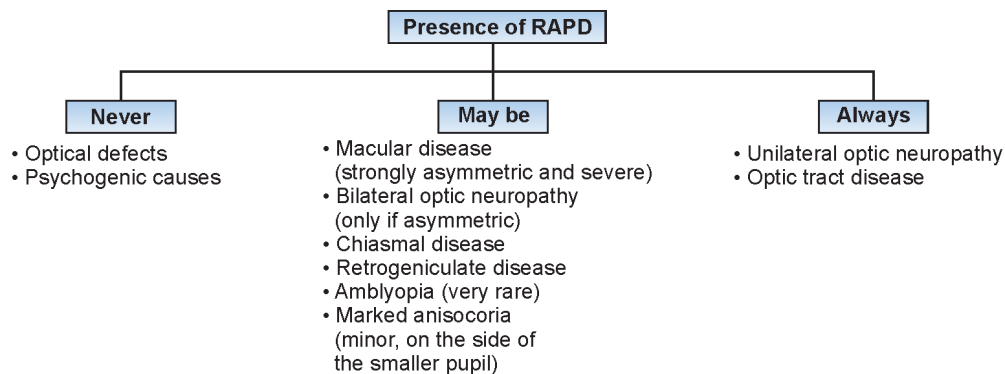 Presence of RAPD
Never
• Optical defects
• Psychogenic causes
May be
• Macular disease
(strongly asymmetric and severe)
• Bilateral optic neuropathy
(only if asymmetric)
• Chiasmal disease
• Retrogeniculate disease
• Amblyopia (very rare)
• Marked anisocoria
(minor, on the side of
the smaller pupil)
Always
• Unilateral optic neuropathy
• Optic tract disease